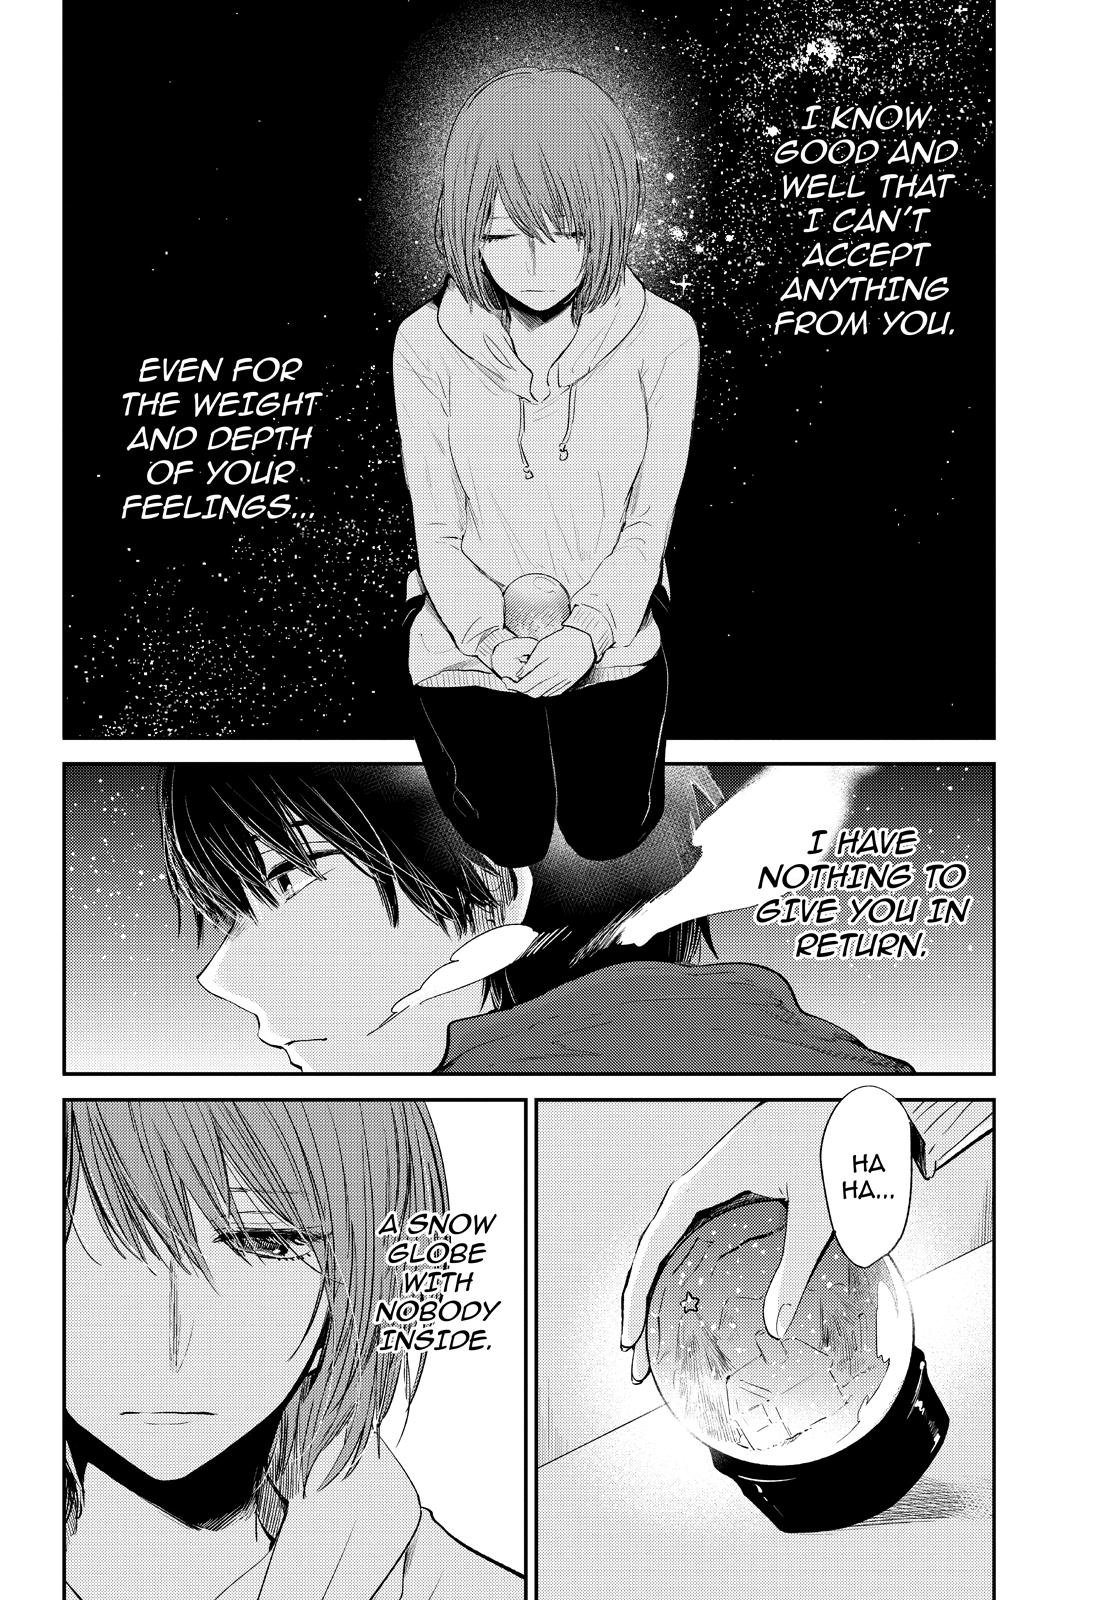 I KNOW
GOOD AND
WELL THAT
I CAN'T
ACCEPT
ANYTHING
FROM YOU.
EVEN FOR
THE WEIGHT
AND DEPTH
OF YOUR
FEELINGS...
I HAVE
NOTHING TO
GIVE YOU IN
RETURN.
HA
HA...
A SNOW
GLOBE
WITH
NOBODY
INSIDE.